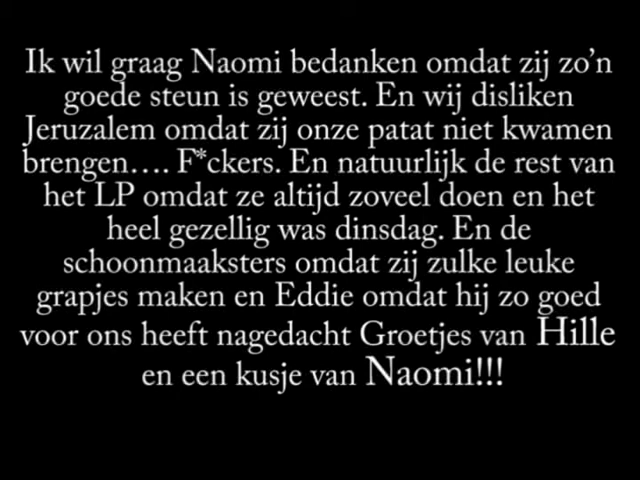 Ik wil graag Naomi bedanken omdat zij zo’n
goede steun is geweest. En wij disliken
Jeruzalem omdat zij onze patat niet kwamen
brengen…. F*ckers. En natuurlijk de rest van
het LP omdat ze altijd zoveel doen en het
heel gezellig was dinsdag. En de
schoonmaaksters omdat zij zulke leuke
grapjes maken en Eddie omdat hij zo goed
voor ons heeft nagedacht Groetjes van Hille
en een kusje van Naomi!!!